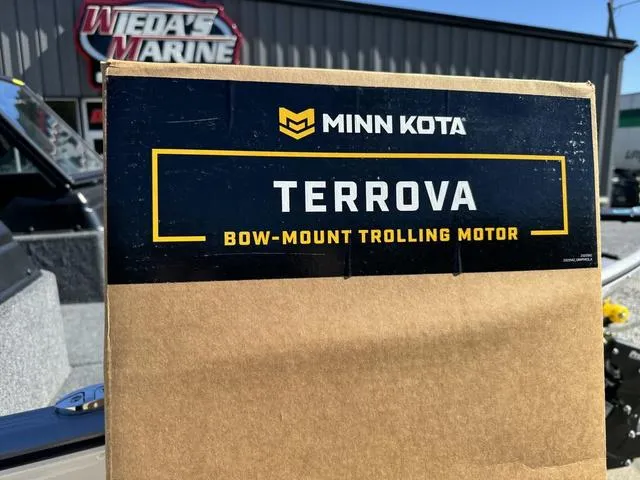 WIEDA'S
MARINE
MINN KOTA
TERROVA
BOW-MOUNT TROLLING MOTOR